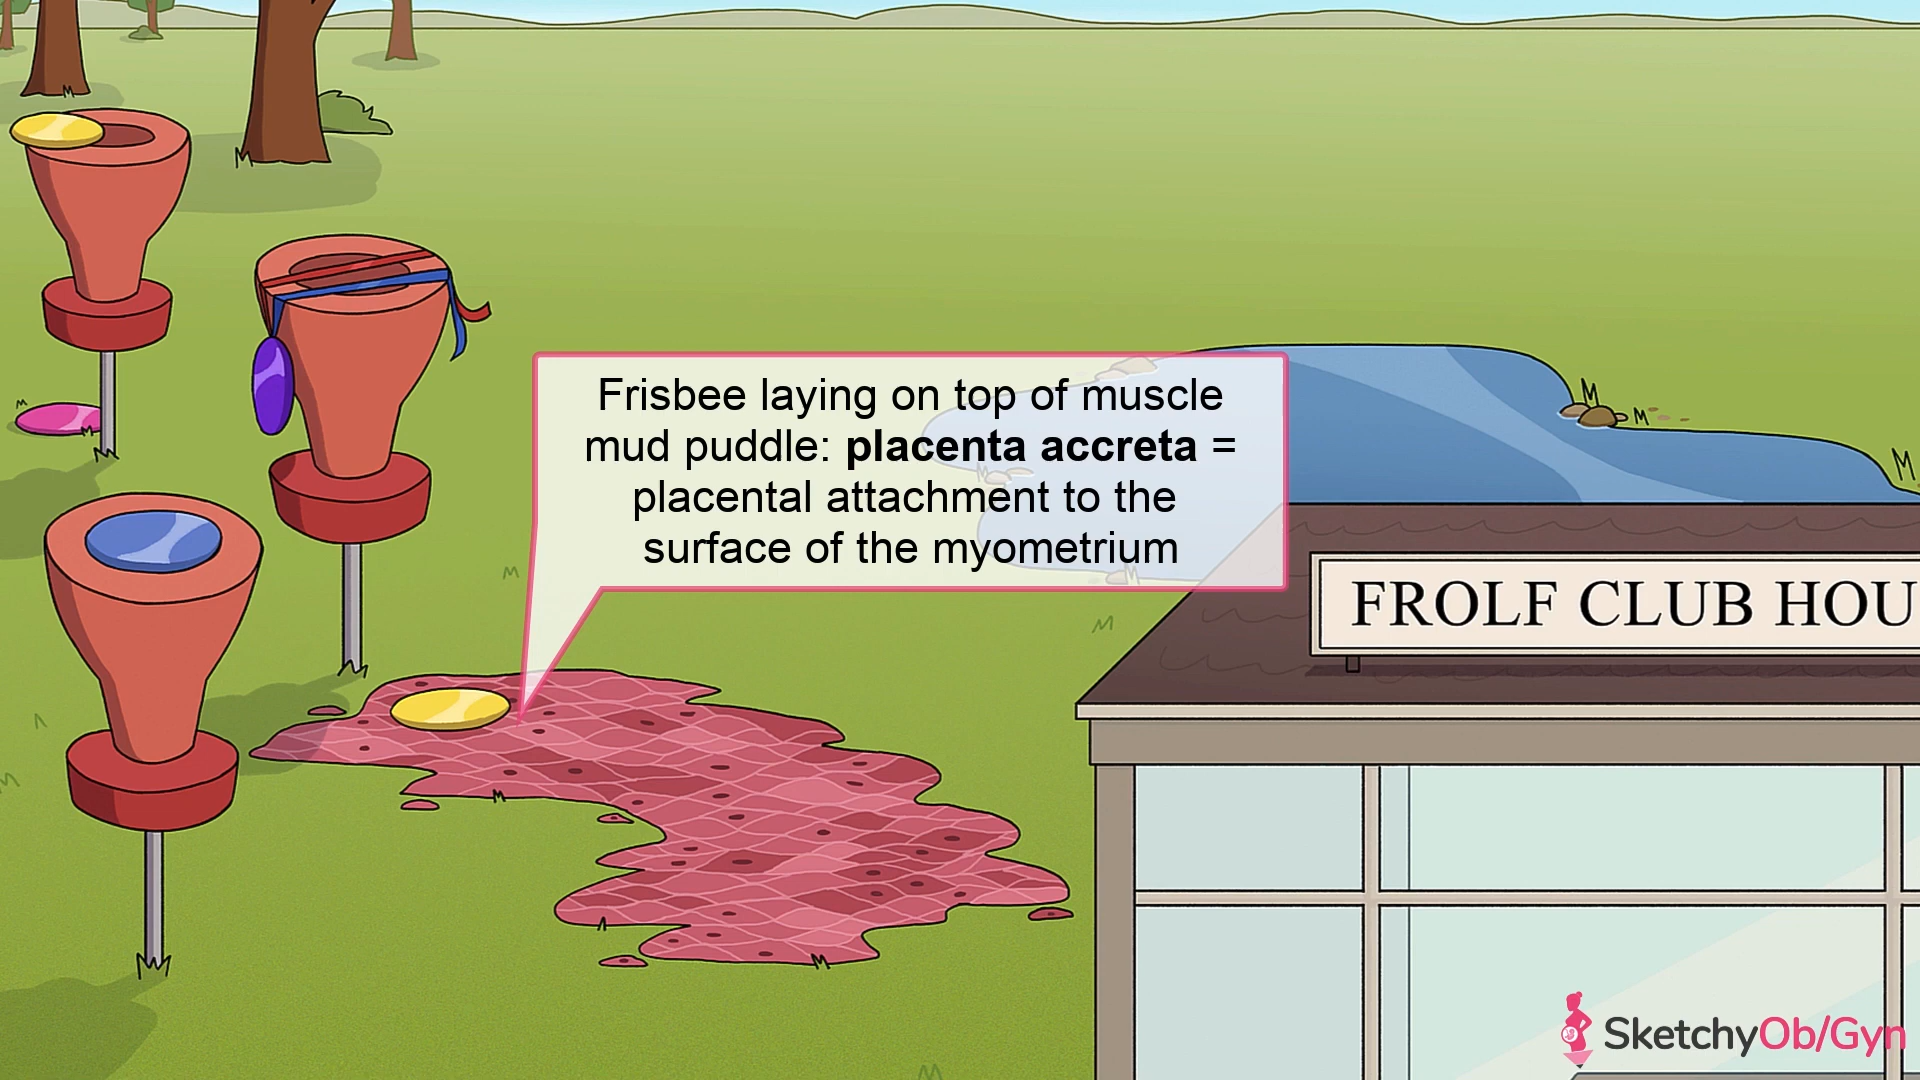 Frisbee laying on top of muscle
mud puddle: placenta accreta =
placental attachment to the
surface of the myometrium
FROLF CLUB HOU
SketchyOb/Gyn